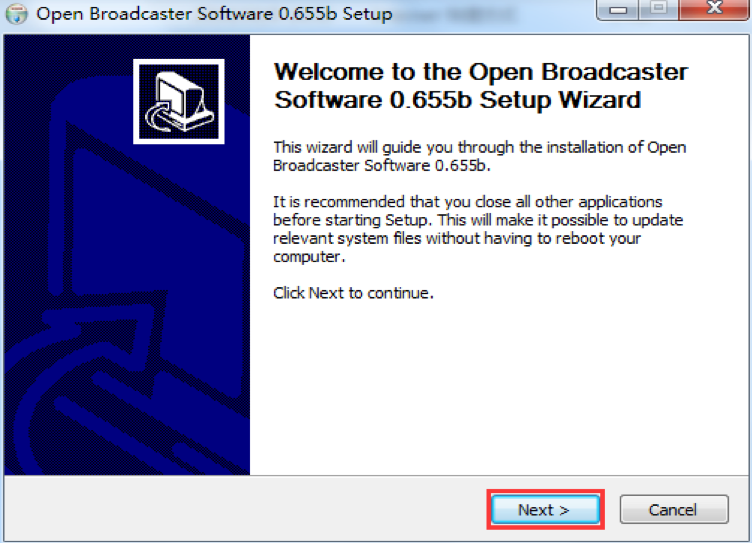 Open Broadcaster Software 0.655b Setup
Welcome to the Open Broadcaster
Software 0.655b Setup Wizard
This wizard will guide you through the installation of Open
Broadcaster Software 0.655b.
It is recommended that you close all other applications
before starting Setup. This will make it possible to update
relevant system files without having to reboot your
computer.
Click Next to continue.
Next >
Cancel